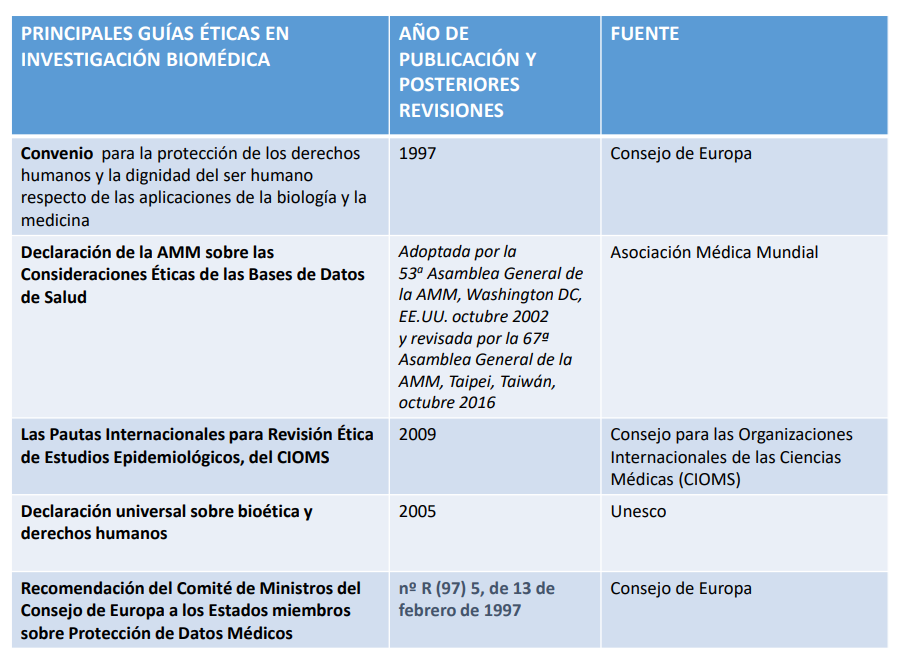 PRINCIPALES GUÍAS ÉTICAS EN
INVESTIGACIÓN BIOMÉDICA
AÑO DE
PUBLICACIÓN Y
POSTERIORES
REVISIONES
FUENTE
Convenio para la protección de los derechos
humanos y la dignidad del ser humano
respecto de las aplicaciones de la biología y la
medicina
1997
Consejo de Europa
Declaración de la AMM sobre las
Consideraciones Éticas de las Bases de Datos
de Salud
Adoptada por la
53ª Asamblea General de
la AMM, Washington DC,
EE.UU. octubre 2002
y revisada por la 67ª
Asamblea General de la
AMM, Taipei, Taiwán,
octubre 2016
Asociación Médica Mundial
Las Pautas Internacionales para Revisión Ética
de Estudios Epidemiológicos, del CIOMS
2009
Consejo para las Organizaciones
Internacionales de las Ciencias
Médicas (CIOMS)
Declaración universal sobre bioética y
derechos humanos
2005
Unesco
Recomendación del Comité de Ministros del
Consejo de Europa a los Estados miembros
sobre Protección de Datos Médicos
nº R (97) 5, de 13 de
febrero de 1997
Consejo de Europa